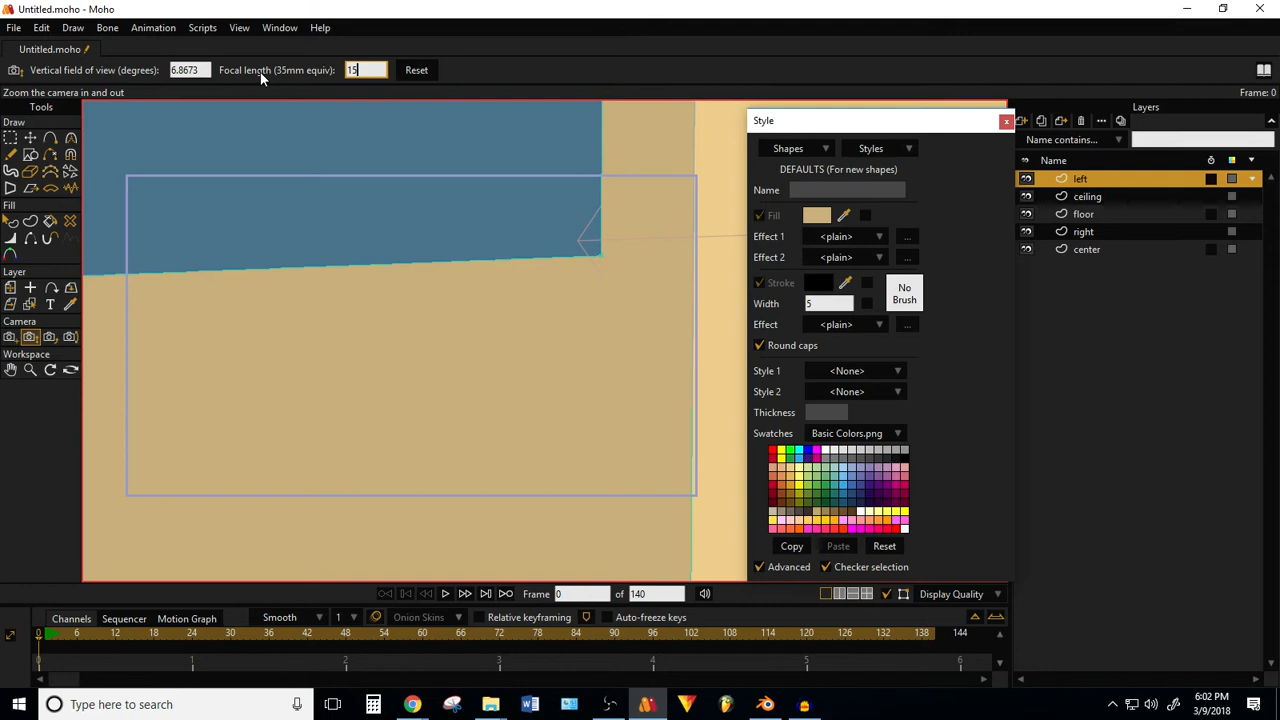 Untitled.moho - Moho
File Edit Draw Bone Animation Scripts View Window Help
Untitled.moho
Vertical field of view (degrees): 6.8673 Focal length (35mm equiv): 15 Reset
Zoom the camera in and out Frame: 0
Tools
Draw
Fill
Layer
Camera
Workspace
Style
Shapes Styles
DEFAULTS (For new shapes)
Name
Fill
Effect 1 <plain> ...
Effect 2 <plain> ...
Stroke No Brush
Width 5
Effect <plain> ...
Round caps
Style 1 <None>
Style 2 <None>
Thickness
Swatches Basic Colors.png
Copy Paste Reset
Advanced Checker selection
Layers
Name contains...
Name
left
ceiling
floor
right
center
Frame 0 of 140 Display Quality
Channels Sequencer Motion Graph Smooth 1 Onion Skins Relative keyframing Auto-freeze keys
0 6 12 18 24 30 36 42 48 54 60 66 72 78 84 90 96 102 108 114 120 126 132 138 144
0 1 2 3 4 5 6
Type here to search
6:02 PM
3/9/2018